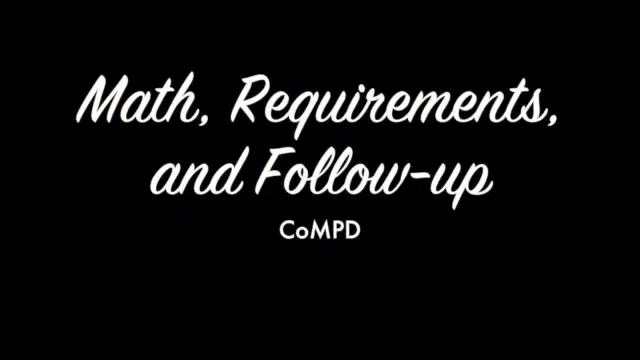 Math, Requirements,
and Follow-up
CoMPD